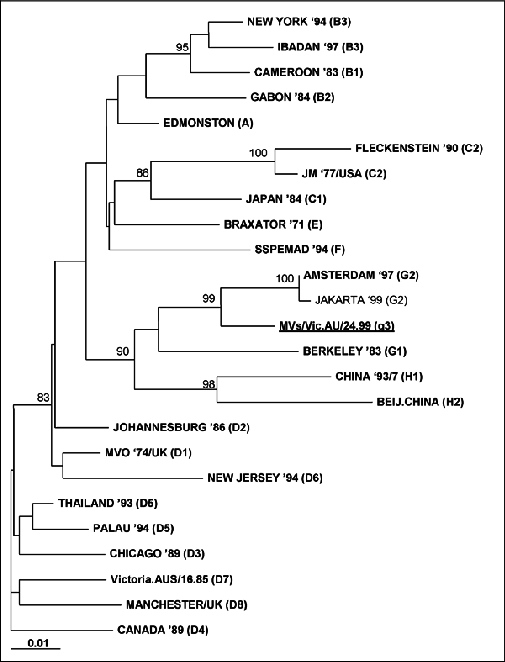 NEW YORK '94 (B3)
95
IBADAN '97 (B3)
CAMEROON '83 (B1)
GABON '84 (B2)
EDMONSTON (A)
FLECKENSTEIN '90 (C2)
100
JM '77/USA (C2)
86
JAPAN '84 (C1)
BRAXATOR '71 (E)
SSPEMAD '94 (F)
AMSTERDAM '97 (G2)
100
JAKARTA '99 (G2)
99
MVs/Vic.AU/24.99 (g3)
BERKELEY '83 (G1)
90
CHINA '93/7 (H1)
98
BEIJ.CHINA (H2)
83
JOHANNESBURG '86 (D2)
MVO '74/UK (D1)
NEW JERSEY '94 (D6)
THAILAND '93 (D5)
PALAU '94 (D5)
CHICAGO '89 (D3)
Victoria.AUS/16.85 (D7)
MANCHESTER/UK (D8)
CANADA '89 (D4)
0.01